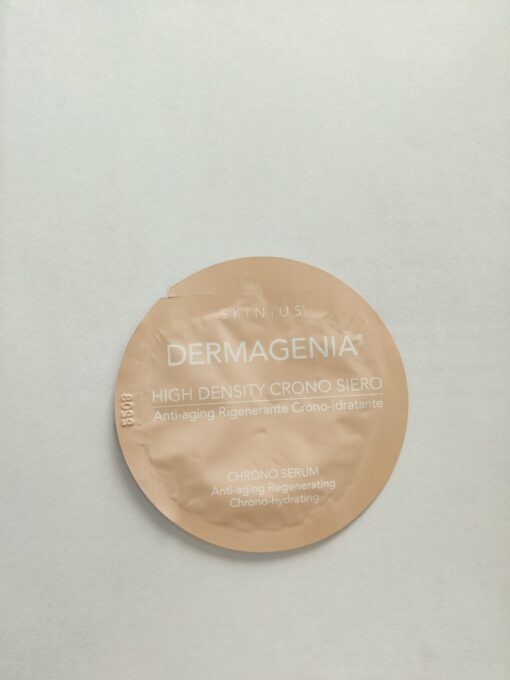 SKINIUS®
DERMAGENIA®
HIGH DENSITY CRONO SIERO
Anti-aging Rigenerante Crono-idratante
CHRONO SERUM
Anti-aging Regenerating
Chrono-hydrating